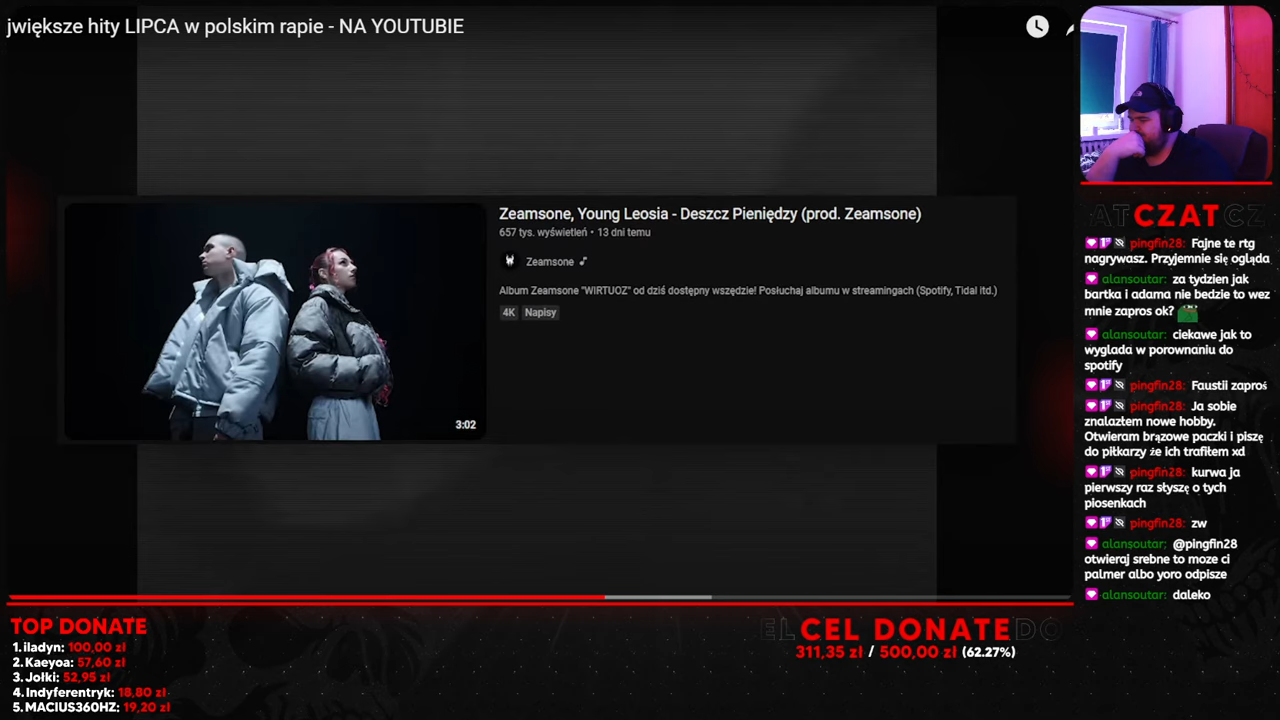 jwiększe hity LIPCA w polskim rapie - NA YOUTUBIE
Zeamsone, Young Leosia - Deszcz Pieniędzy (prod. Zeamsone)
657 tys. wyświetleń • 13 dni temu
Zeamsone
Album Zeamsone "WIRTUOZ" od dziś dostępny wszędzie! Posłuchaj albumu w streamingach (Spotify, Tidal itd.)
4K Napisy
3:02
AT CZAT CZ
pingfin28: Fajne te rtg
nagrywasz. Przyjemnie się ogląda
alansoutar: za tydzien jak
bartka i adama nie bedzie to wez
mnie zapros ok?
alansoutar: ciekawe jak to
wyglada w porownaniu do
spotify
pingfin28: Faustii zaproś
pingfin28: Ja sobie
znalazłem nowe hobby.
Otwieram brązowe paczki i piszę
do piłkarzy że ich trafiłem xd
pingfin28: kurwa ja
pierwszy raz słyszę o tych
piosenkach
pingfin28: zw
alansoutar: @pingfin28
otwieraj srebne to moze ci
palmer albo yoro odpisze
alansoutar: daleko
TOP DONATE
1. iladyn: 100,00 zł
2. Kaeyoa: 57,60 zł
3. Jołki: 52,95 zł
4. Indyferentryk: 18,80 zł
5. MACIUS360HZ: 19,20 zł
EL CEL DONATE DO
311,35 zł / 500,00 zł (62.27%)